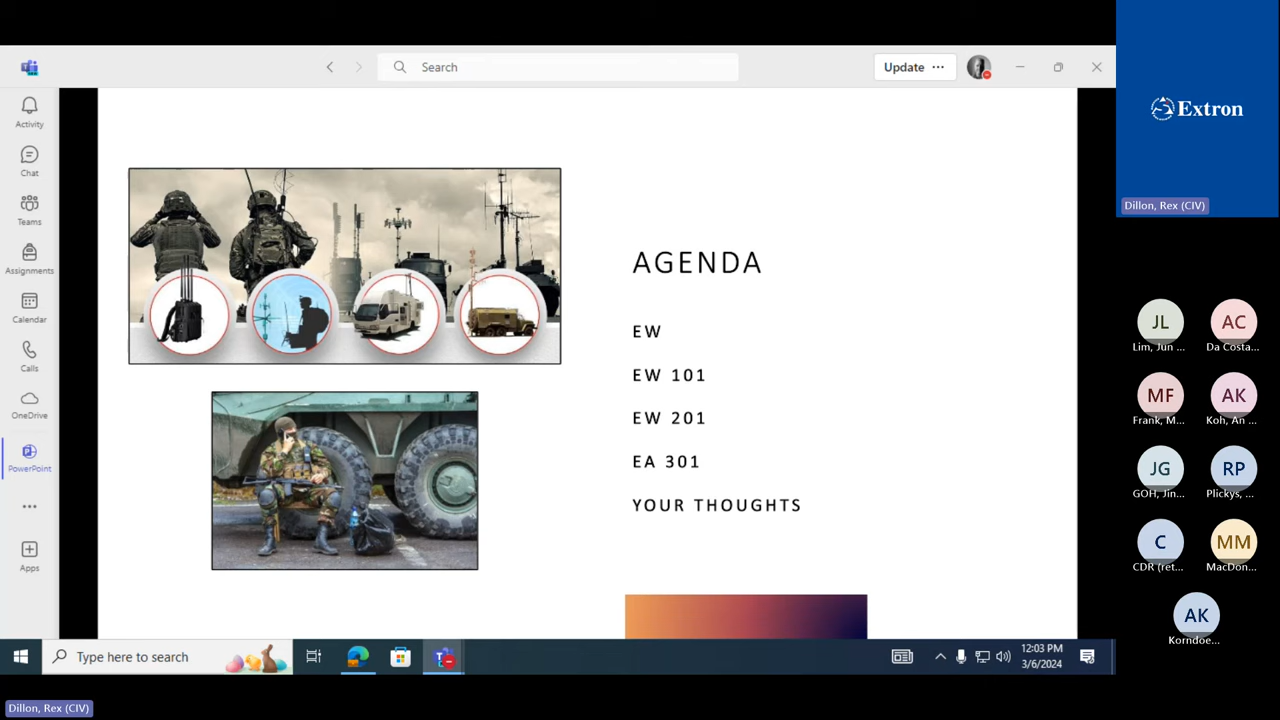 Search
Update
Activity
Chat
Teams
Assignments
Calendar
Calls
OneDrive
PowerPoint
Apps
AGENDA
EW
EW 101
EW 201
EA 301
YOUR THOUGHTS
Type here to search
12:03 PM
3/6/2024
Extron
Dillon, Rex (CIV)
JL
Lim, Jun ...
AC
Da Costa...
MF
Frank, M...
AK
Koh, An ...
JG
GOH, Jin...
RP
Plickys, ...
C
CDR (ret...
MM
MacDon...
AK
Korndoe...
Dillon, Rex (CIV)